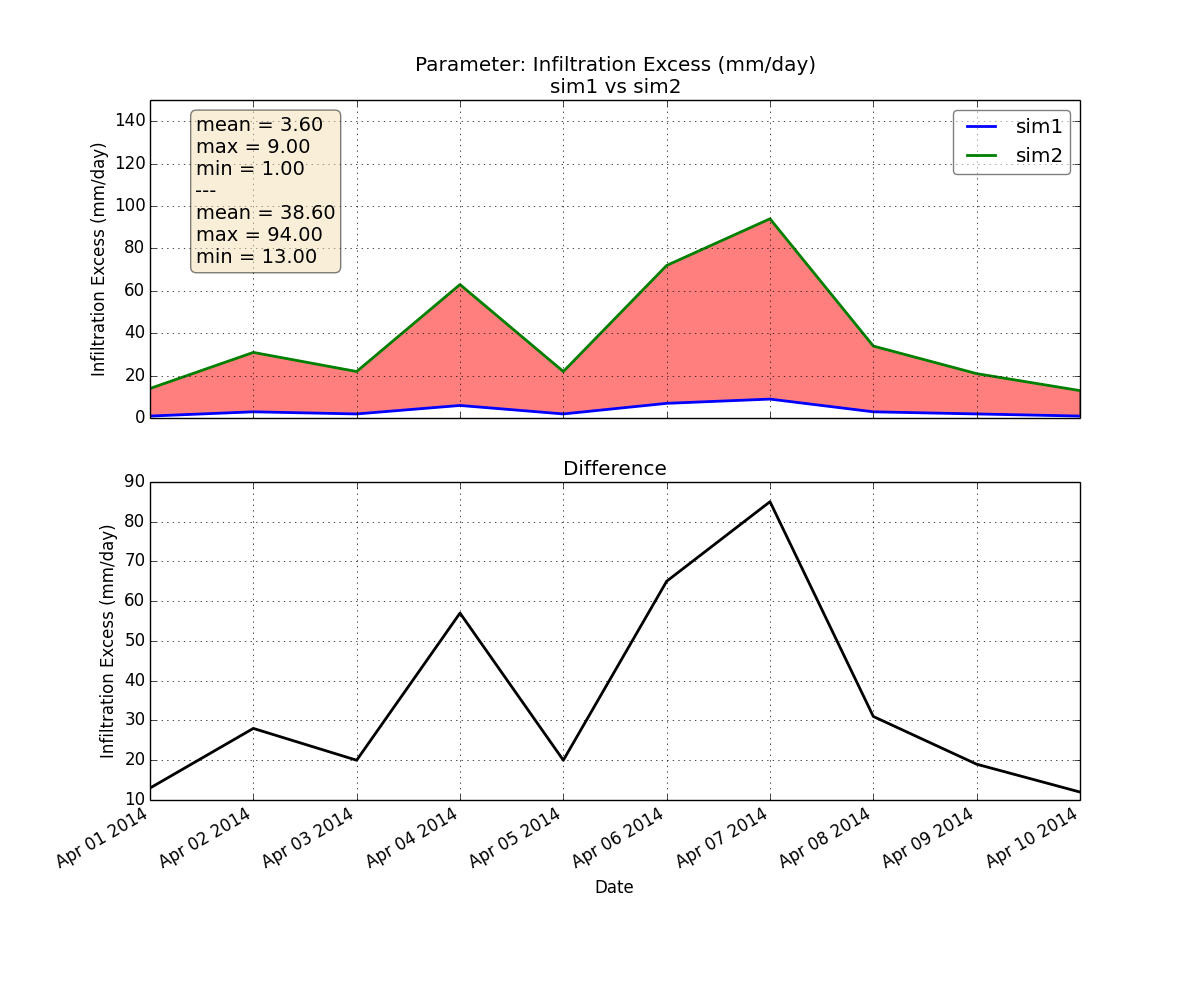 Parameter: Infiltration Excess (mm/day)
sim1 vs sim2
Infiltration Excess (mm/day)
140
120
100
80
60
40
20
0
mean = 3.60
max = 9.00
min = 1.00
---
mean = 38.60
max = 94.00
min = 13.00
sim1
sim2
Difference
Infiltration Excess (mm/day)
90
80
70
60
50
40
30
20
10
Apr 01 2014
Apr 02 2014
Apr 03 2014
Apr 04 2014
Apr 05 2014
Apr 06 2014
Apr 07 2014
Apr 08 2014
Apr 09 2014
Apr 10 2014
Date